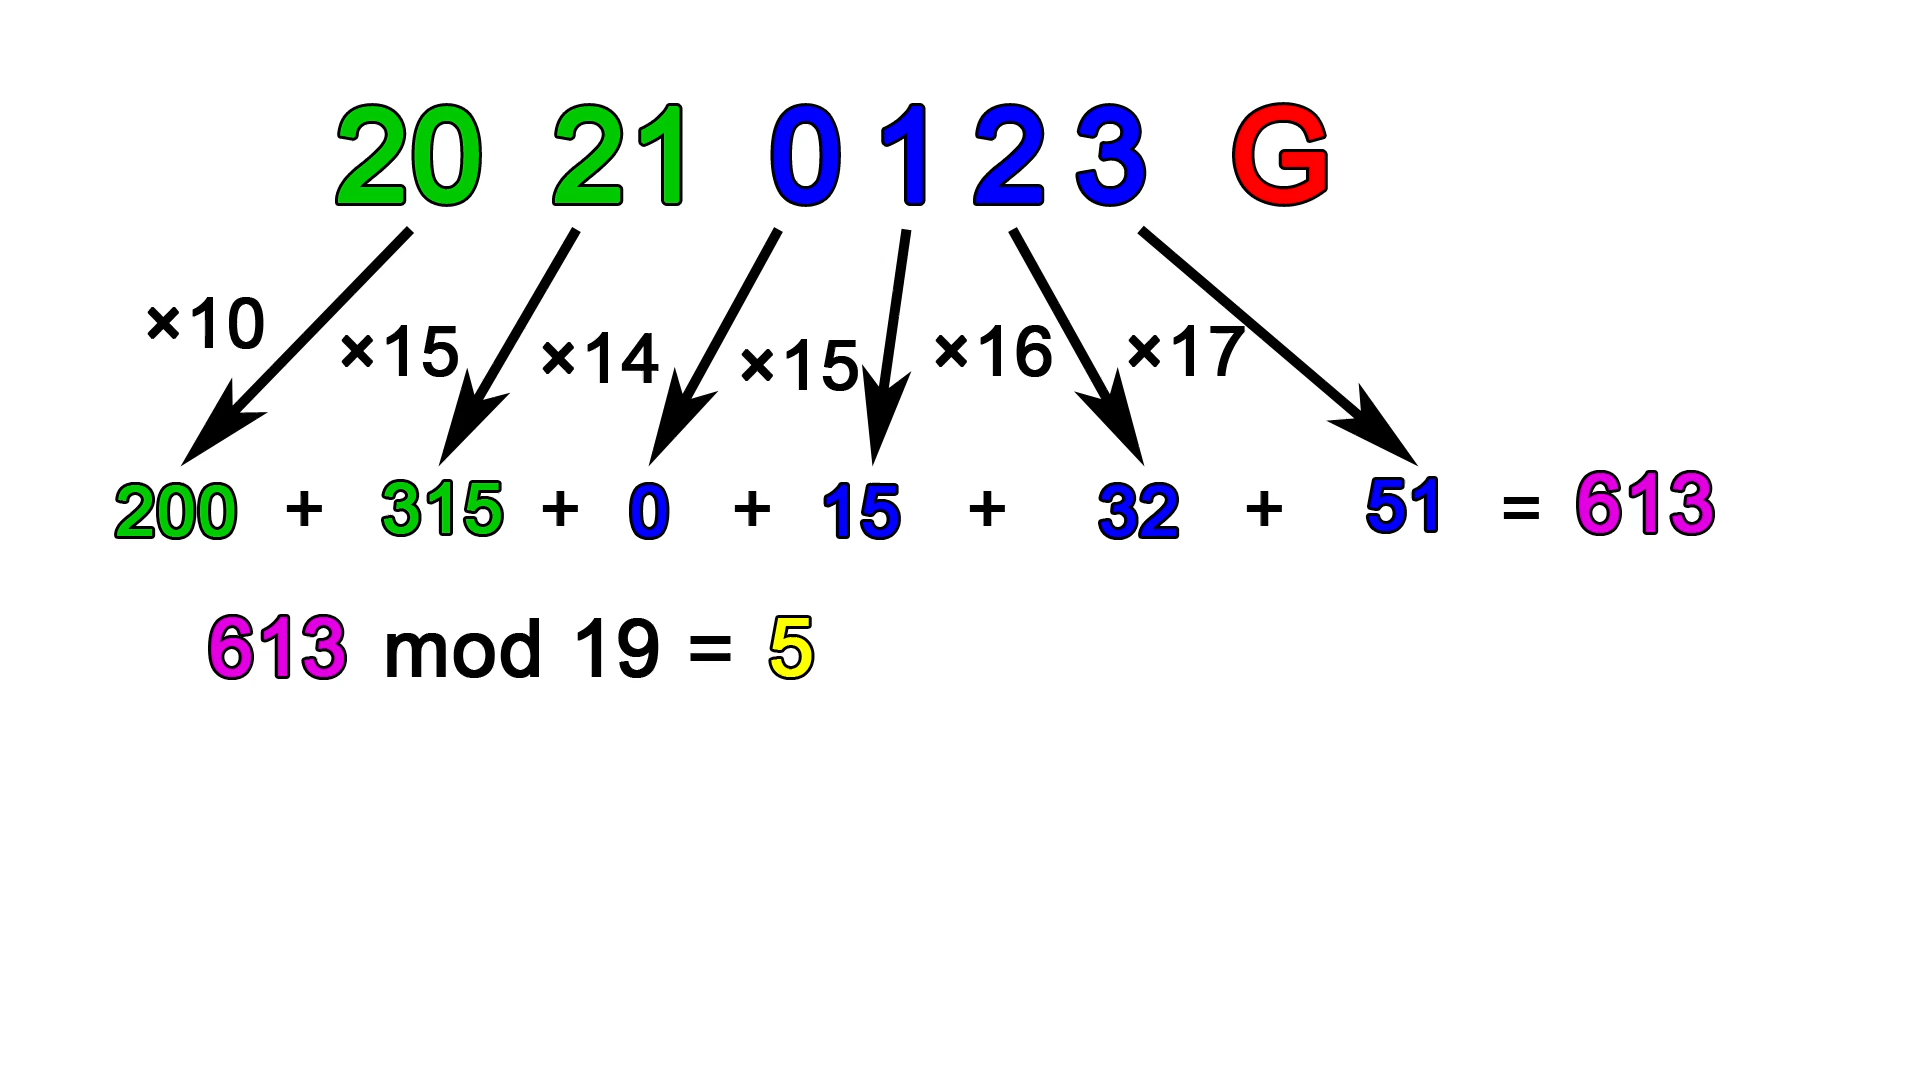 20 21 0 1 2 3 G
×10 ×15 ×14 ×15 ×16 ×17
200 + 315 + 0 + 15 + 32 + 51 = 613
613 mod 19 = 5